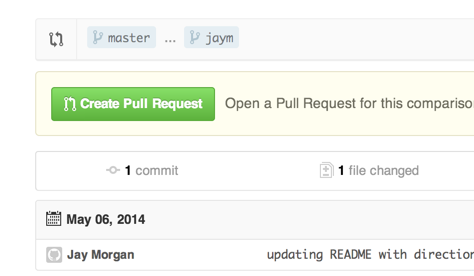 master ... jaym
Create Pull Request Open a Pull Request for this compariso
1 commit 1 file changed
May 06, 2014
Jay Morgan updating README with direction